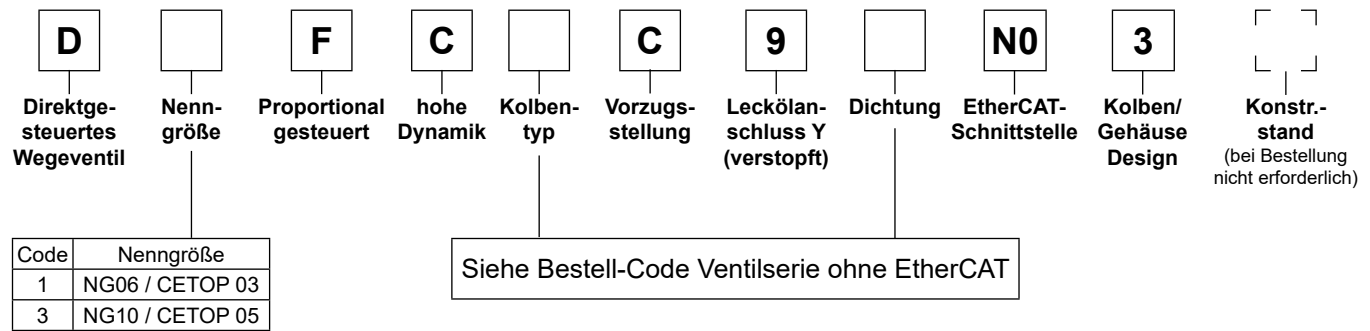 D F C C 9 N0 3
Direktge-
steuertes
Wegeventil
Nenn-
größe
Proportional
gesteuert
hohe
Dynamik
Kolben-
typ
Vorzugs-
stellung
Leckölan-
schluss Y
(verstopft)
Dichtung
EtherCAT-
Schnittstelle
Kolben/
Gehäuse
Design
Konstr.-
stand
(bei Bestellung
nicht erforderlich)
Code Nenngröße
1 NG06 / CETOP 03
3 NG10 / CETOP 05
Siehe Bestell-Code Ventilserie ohne EtherCAT